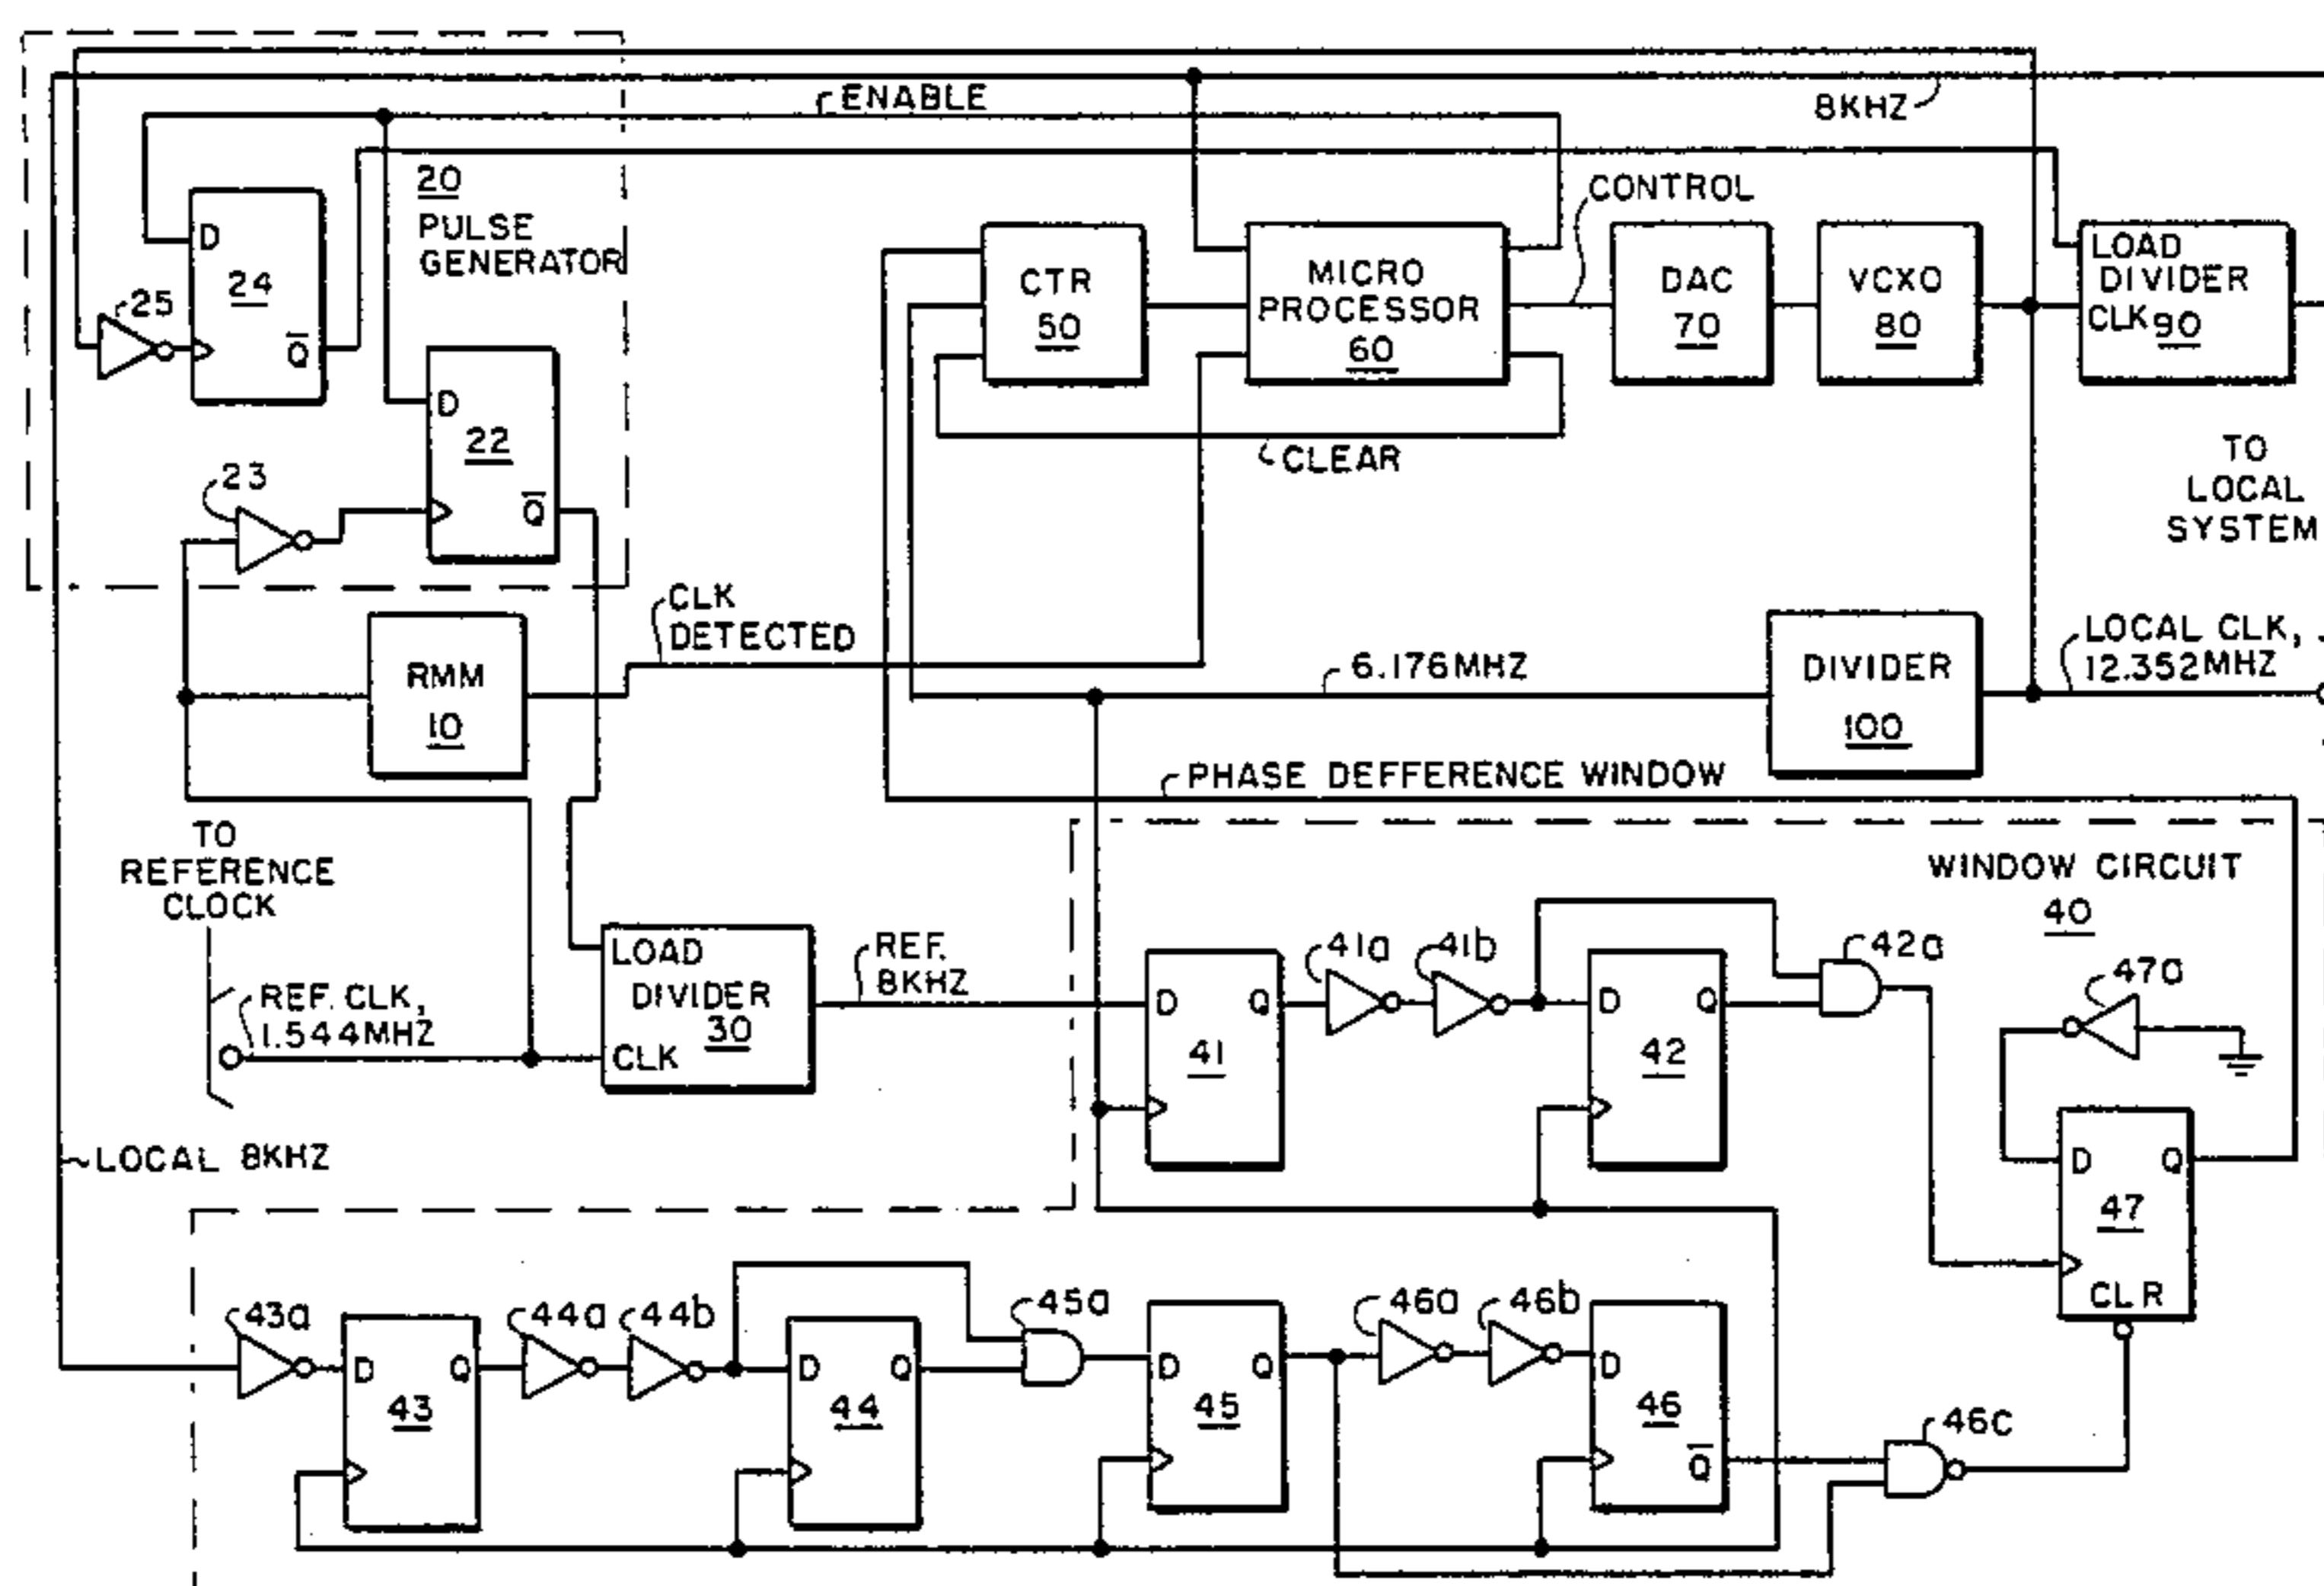 ENABLE
8KHZ
20
PULSE
GENERATOR
D
24
Q̅
25
D
22
Q̅
23
CTR
50
MICRO
PROCESSOR
60
CONTROL
DAC
70
VCXO
80
LOAD
DIVIDER
CLK 90
CLEAR
TO
LOCAL
SYSTEM
RMM
10
CLK
DETECTED
6.176MHZ
DIVIDER
100
LOCAL CLK,
12.352MHZ
PHASE DEFFERENCE WINDOW
TO
REFERENCE
CLOCK
REF. CLK,
1.544MHZ
LOAD
DIVIDER
30
CLK
REF.
8KHZ
WINDOW CIRCUIT
40
D Q
41
41a
41b
D Q
42
42a
47a
D Q
47
CLR
LOCAL 8KHZ
43a
D Q
43
44a
44b
D Q
44
45a
D Q
45
46a
46b
D
46
Q̅
46c